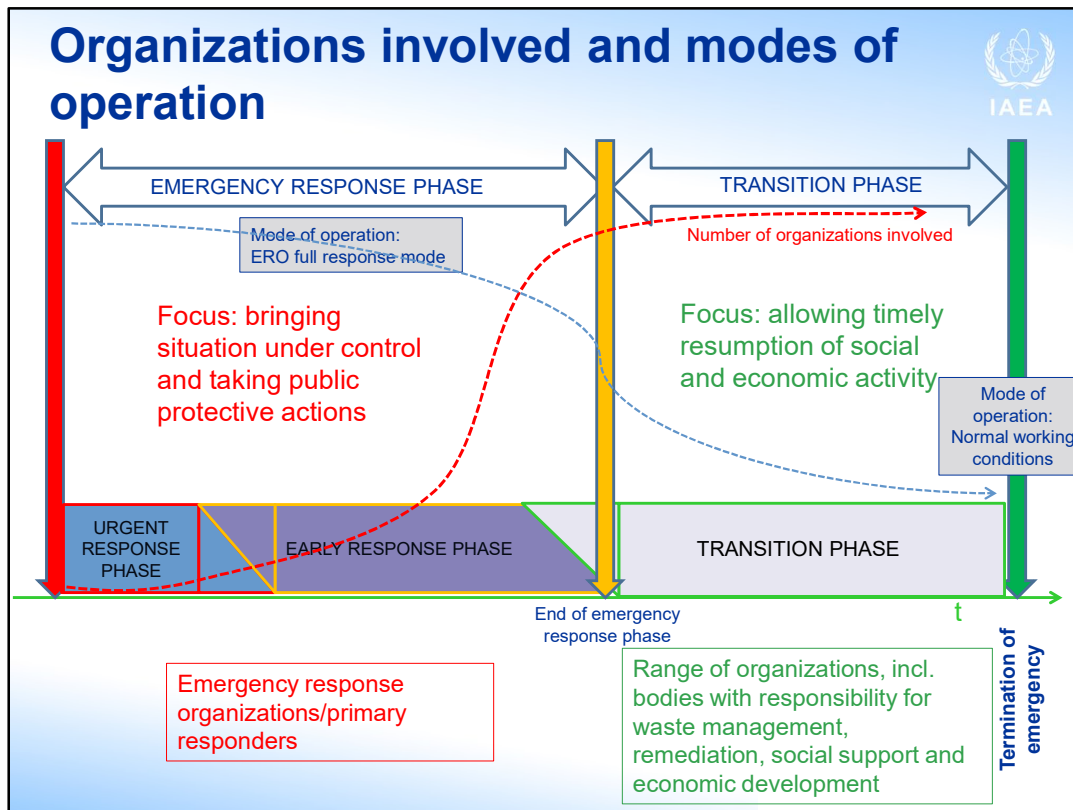 Organizations involved and modes of
operation
IAEA
EMERGENCY RESPONSE PHASE
TRANSITION PHASE
Mode of operation:
ERO full response mode
Number of organizations involved
Focus: bringing
situation under control
and taking public
protective actions
Focus: allowing timely
resumption of social
and economic activity
Mode of
operation:
Normal working
conditions
URGENT
RESPONSE
PHASE
EARLY RESPONSE PHASE
TRANSITION PHASE
End of emergency
response phase
t
Termination of
emergency
Emergency response
organizations/primary
responders
Range of organizations, incl.
bodies with responsibility for
waste management,
remediation, social support and
economic development